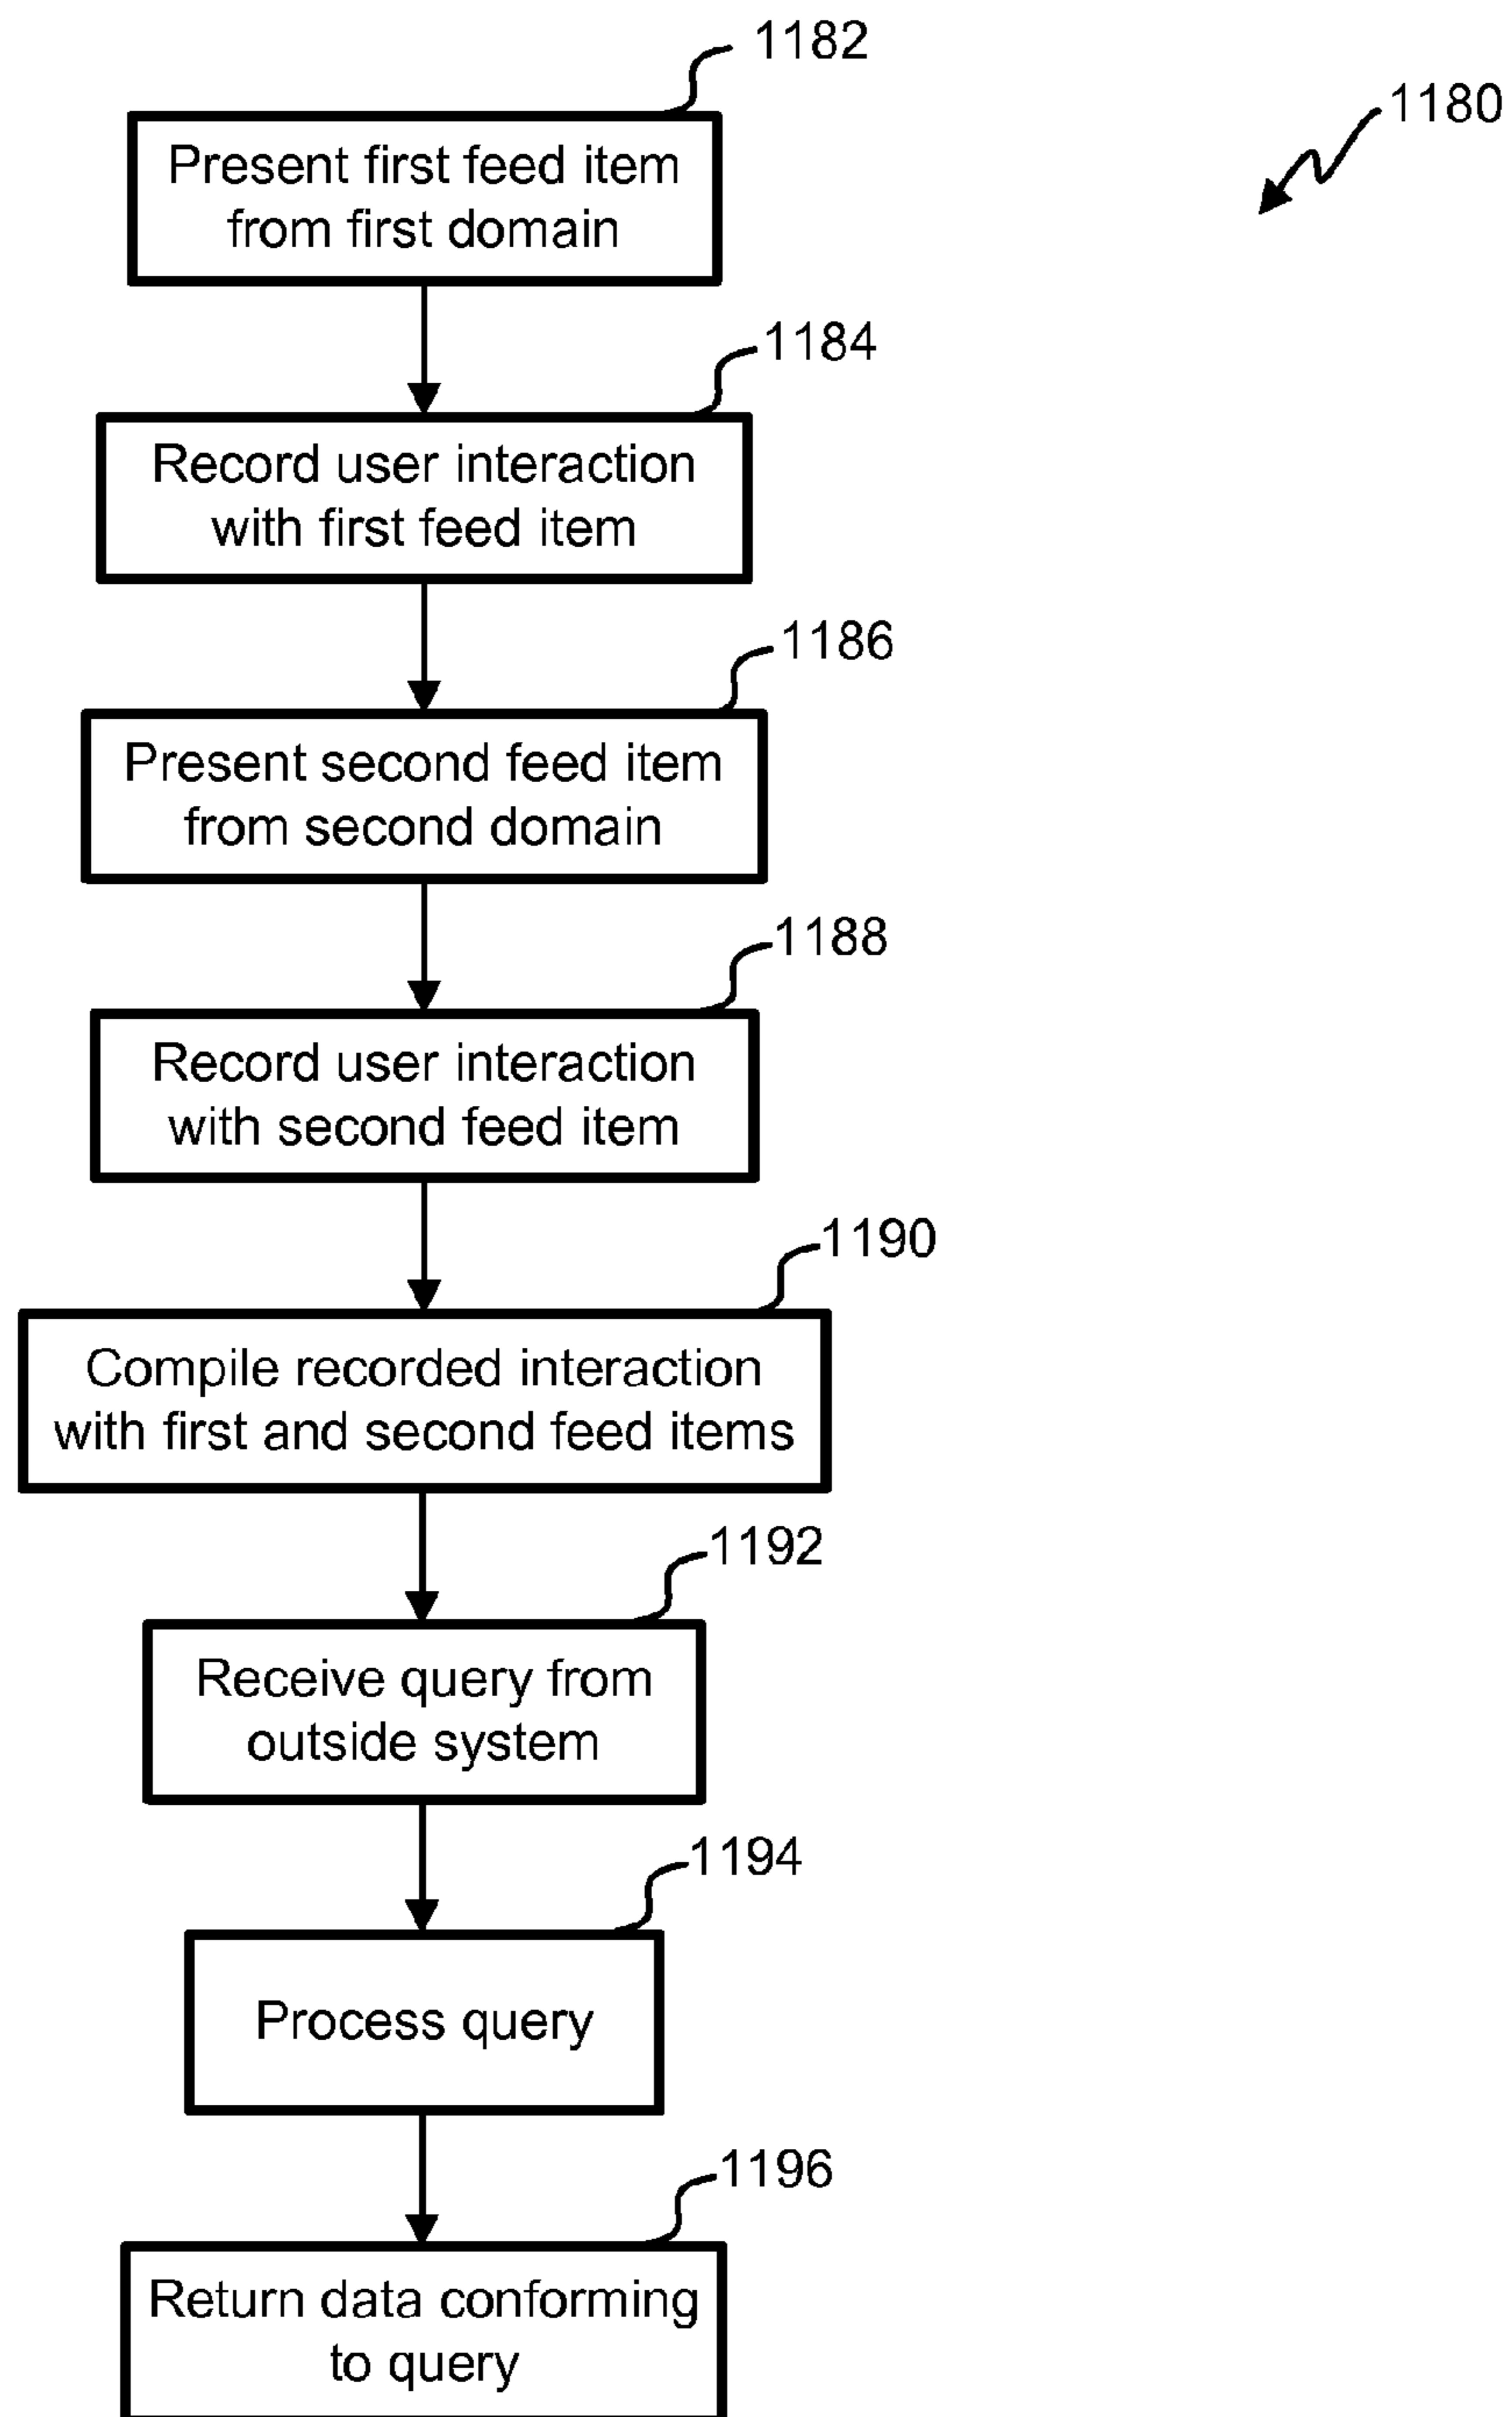 1182
1180
Present first feed item
from first domain
1184
Record user interaction
with first feed item
1186
Present second feed item
from second domain
1188
Record user interaction
with second feed item
1190
Compile recorded interaction
with first and second feed items
1192
Receive query from
outside system
1194
Process query
1196
Return data conforming
to query